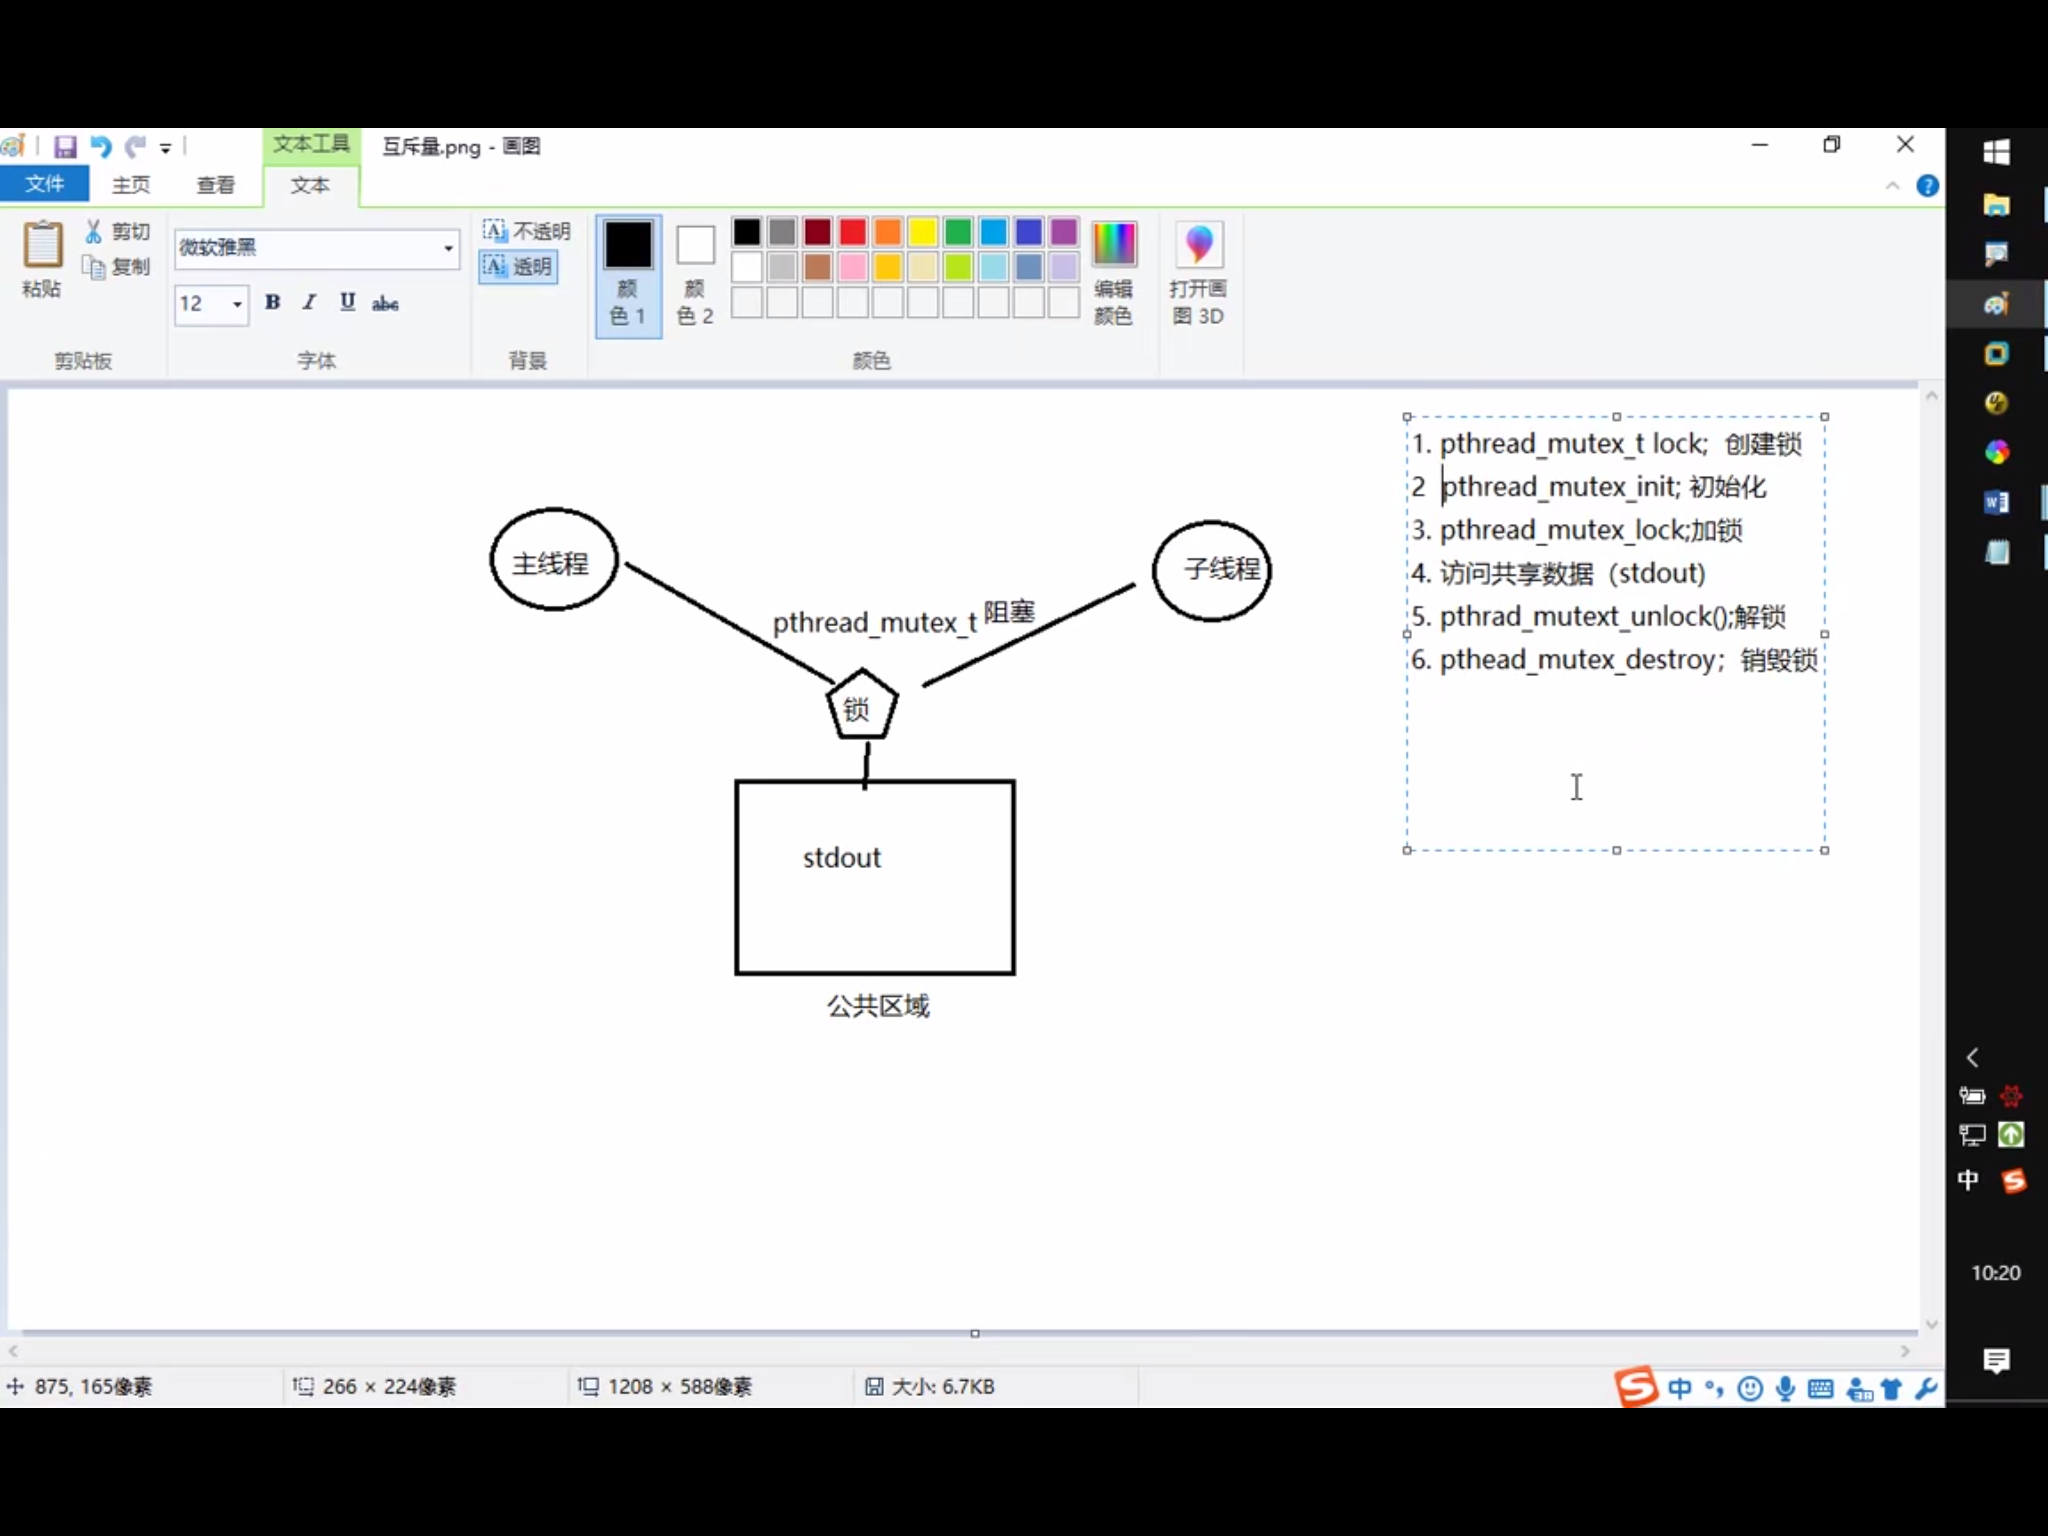 文本工具
互斥量.png - 画图
文件
主页
查看
文本
粘贴
剪切
复制
剪贴板
微软雅黑
12
B I U abc
字体
不透明
透明
背景
颜
色 1
颜
色 2
编辑
颜色
颜色
打开画
图 3D
1. pthread_mutex_t lock; 创建锁
2 pthread_mutex_init; 初始化
3. pthread_mutex_lock;加锁
4. 访问共享数据（stdout)
5. pthrad_mutext_unlock();解锁
6. pthead_mutex_destroy；销毁锁
主线程
子线程
pthread_mutex_t
阻塞
锁
stdout
公共区域
875, 165像素
266 × 224像素
1208 × 588像素
大小: 6.7KB
中
中
10:20